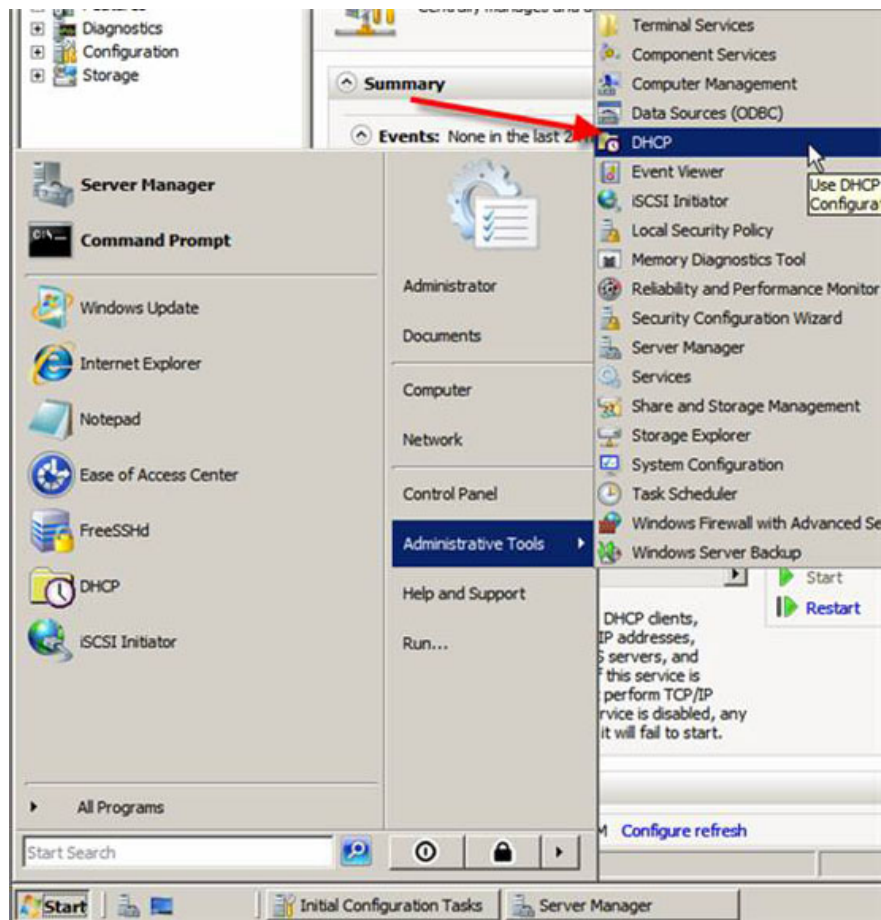 Diagnostics
Configuration
Storage
Summary
Events: None in the last 2
Terminal Services
Component Services
Computer Management
Data Sources (ODBC)
DHCP
Event Viewer
iSCSI Initiator
Local Security Policy
Memory Diagnostics Tool
Reliability and Performance Monitor
Security Configuration Wizard
Server Manager
Services
Share and Storage Management
Storage Explorer
System Configuration
Task Scheduler
Windows Firewall with Advanced Se
Windows Server Backup
Use DHCP
Configurat
Server Manager
Command Prompt
Windows Update
Internet Explorer
Notepad
Ease of Access Center
FreeSSHd
DHCP
iSCSI Initiator
All Programs
Start Search
Administrator
Documents
Computer
Network
Control Panel
Administrative Tools
Help and Support
Run...
Start
Restart
DHCP clients,
IP addresses,
S servers, and
f this service is
perform TCP/IP
rvice is disabled, any
it will fail to start.
Configure refresh
Start
Initial Configuration Tasks
Server Manager